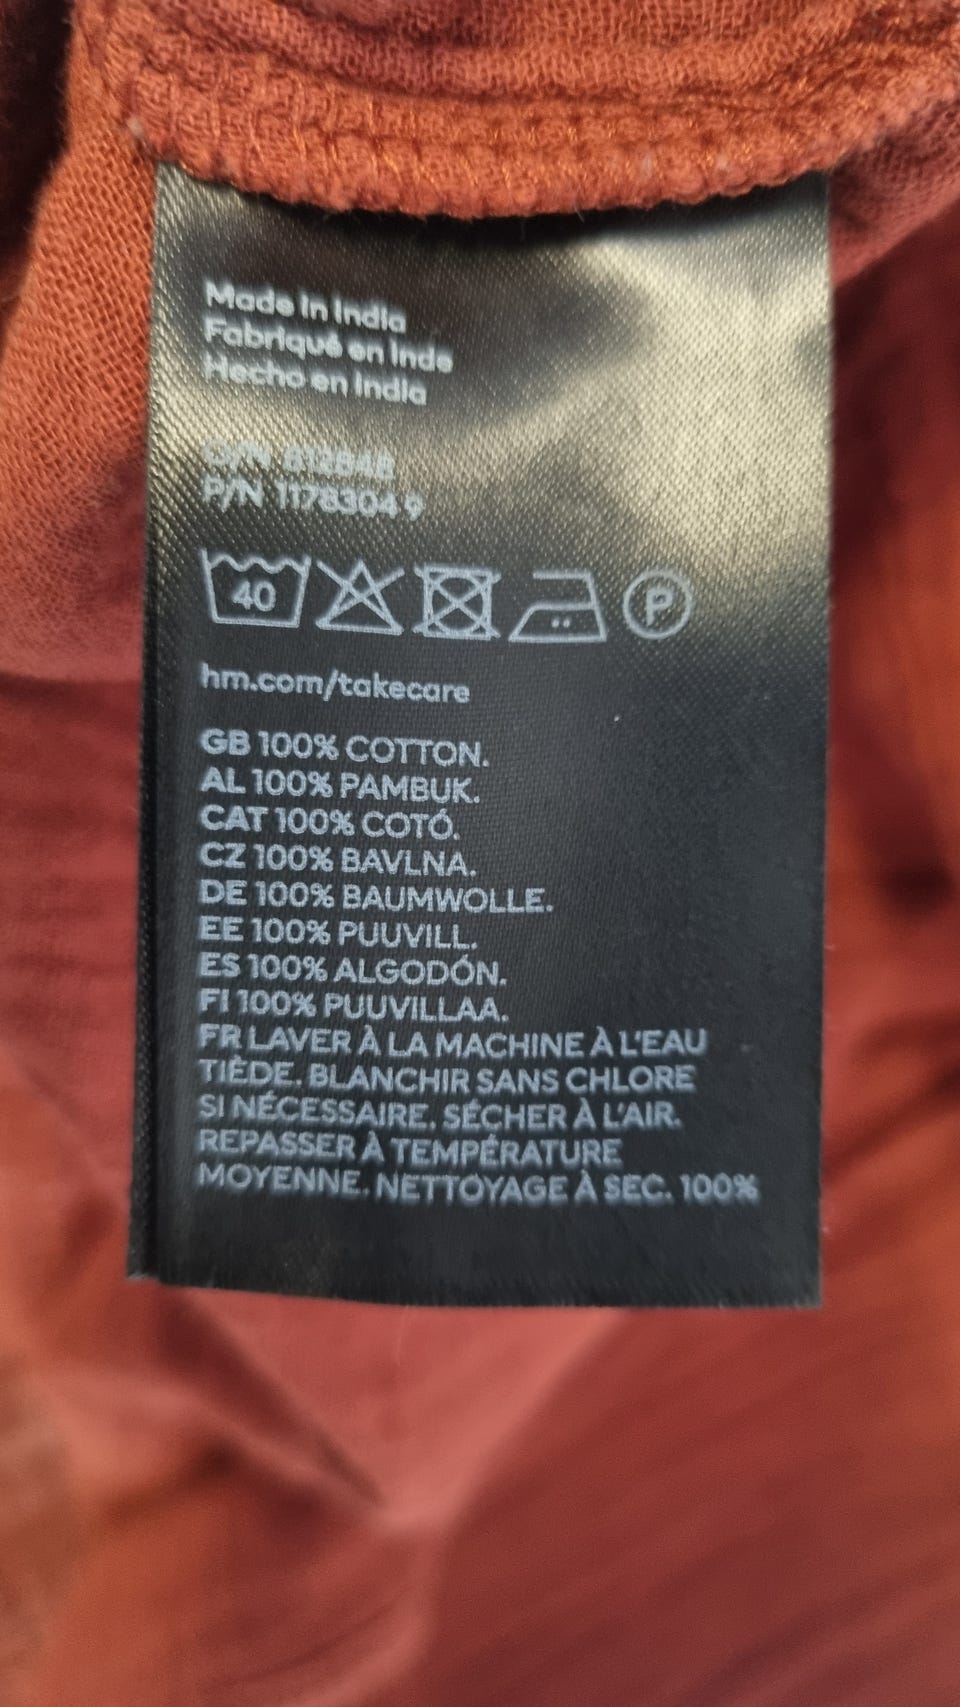 Made in India
Fabriqué en Inde
Hecho en India
O/N 812848
P/N 1178304 9
40
P
hm.com/takecare
GB 100% COTTON.
AL 100% PAMBUK.
CAT 100% COTÓ.
CZ 100% BAVLNA.
DE 100% BAUMWOLLE.
EE 100% PUUVILL.
ES 100% ALGODÓN.
FI 100% PUUVILLAA.
FR LAVER À LA MACHINE À L'EAU
TIÈDE. BLANCHIR SANS CHLORE
SI NÉCESSAIRE. SÉCHER À L'AIR.
REPASSER À TEMPÉRATURE
MOYENNE. NETTOYAGE À SEC. 100%